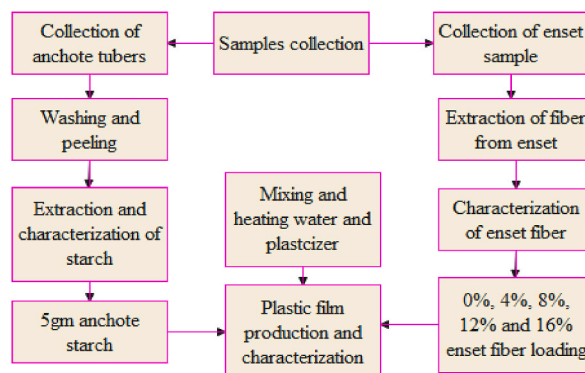 Collection of
anchote tubers
Samples collection
Collection of enset
sample
Washing and
peeling
Extraction of fiber
from enset
Extraction and
characterization of
starch
Mixing and
heating water and
plastcizer
Characterization
of enset fiber
5gm anchote
starch
Plastic film
production and
characterization
0%, 4%, 8%,
12% and 16%
enset fiber loading